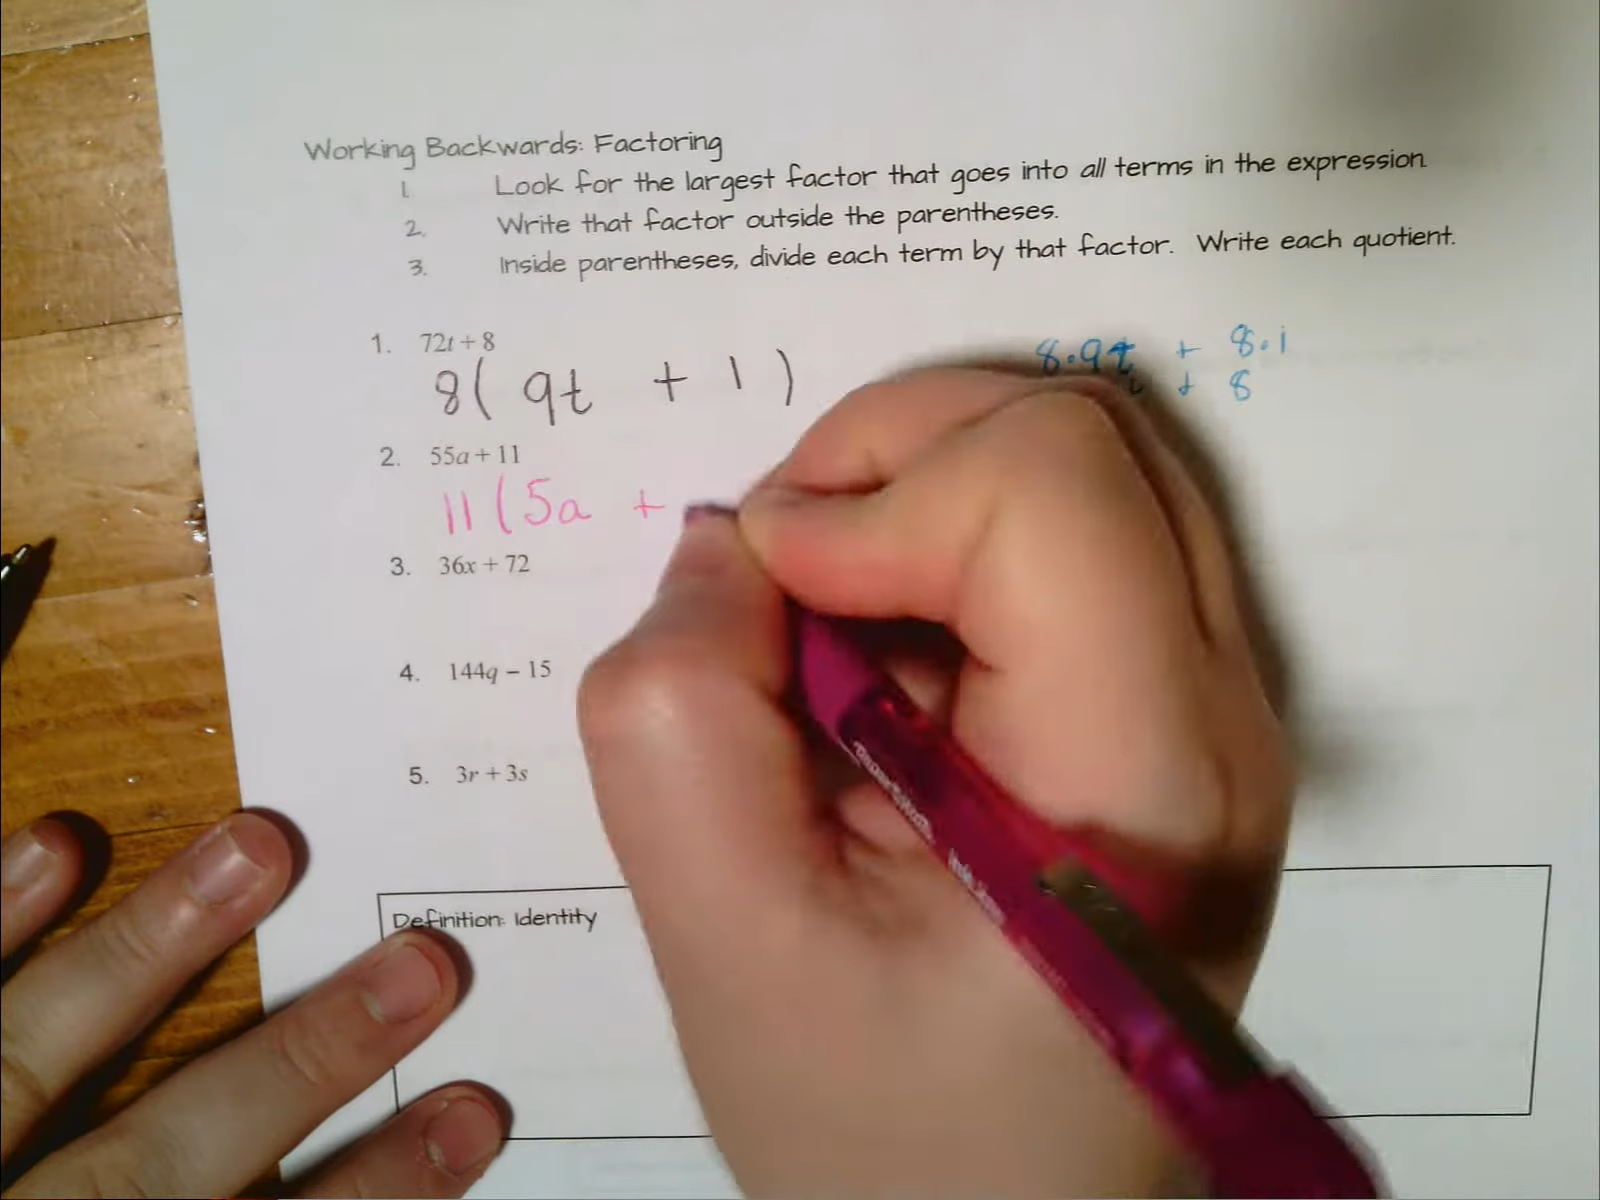 Working Backwards: Factoring
1. Look for the largest factor that goes into all terms in the expression.
2. Write that factor outside the parentheses.
3. Inside parentheses, divide each term by that factor. Write each quotient.
1. 72t + 8
8( 9t + 1 )
8·9t + 8·1
+ 8
2. 55a + 11
11(5a +
3. 36x + 72
4. 144q – 15
5. 3r + 3s
Definition: Identity